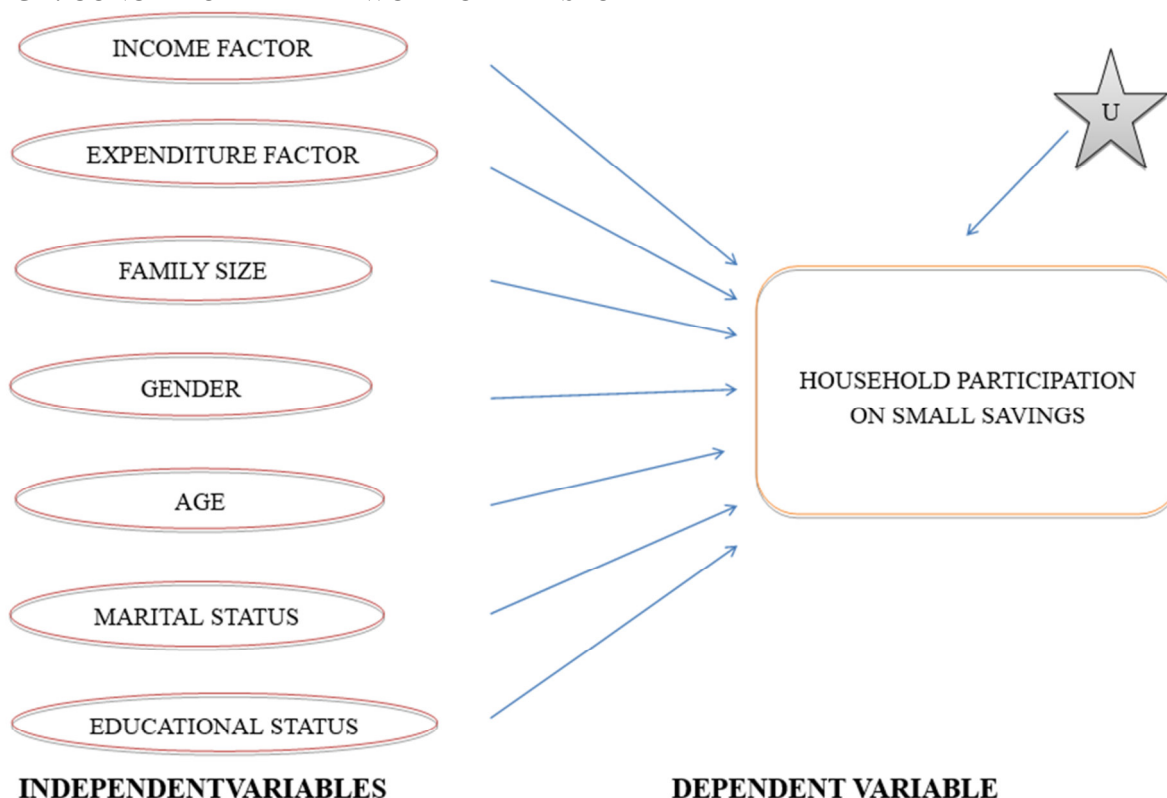 INCOME FACTOR
U
EXPENDITURE FACTOR
FAMILY SIZE
GENDER
HOUSEHOLD PARTICIPATION
ON SMALL SAVINGS
AGE
MARITAL STATUS
EDUCATIONAL STATUS
INDEPENDENTVARIABLES
DEPENDENT VARIABLE